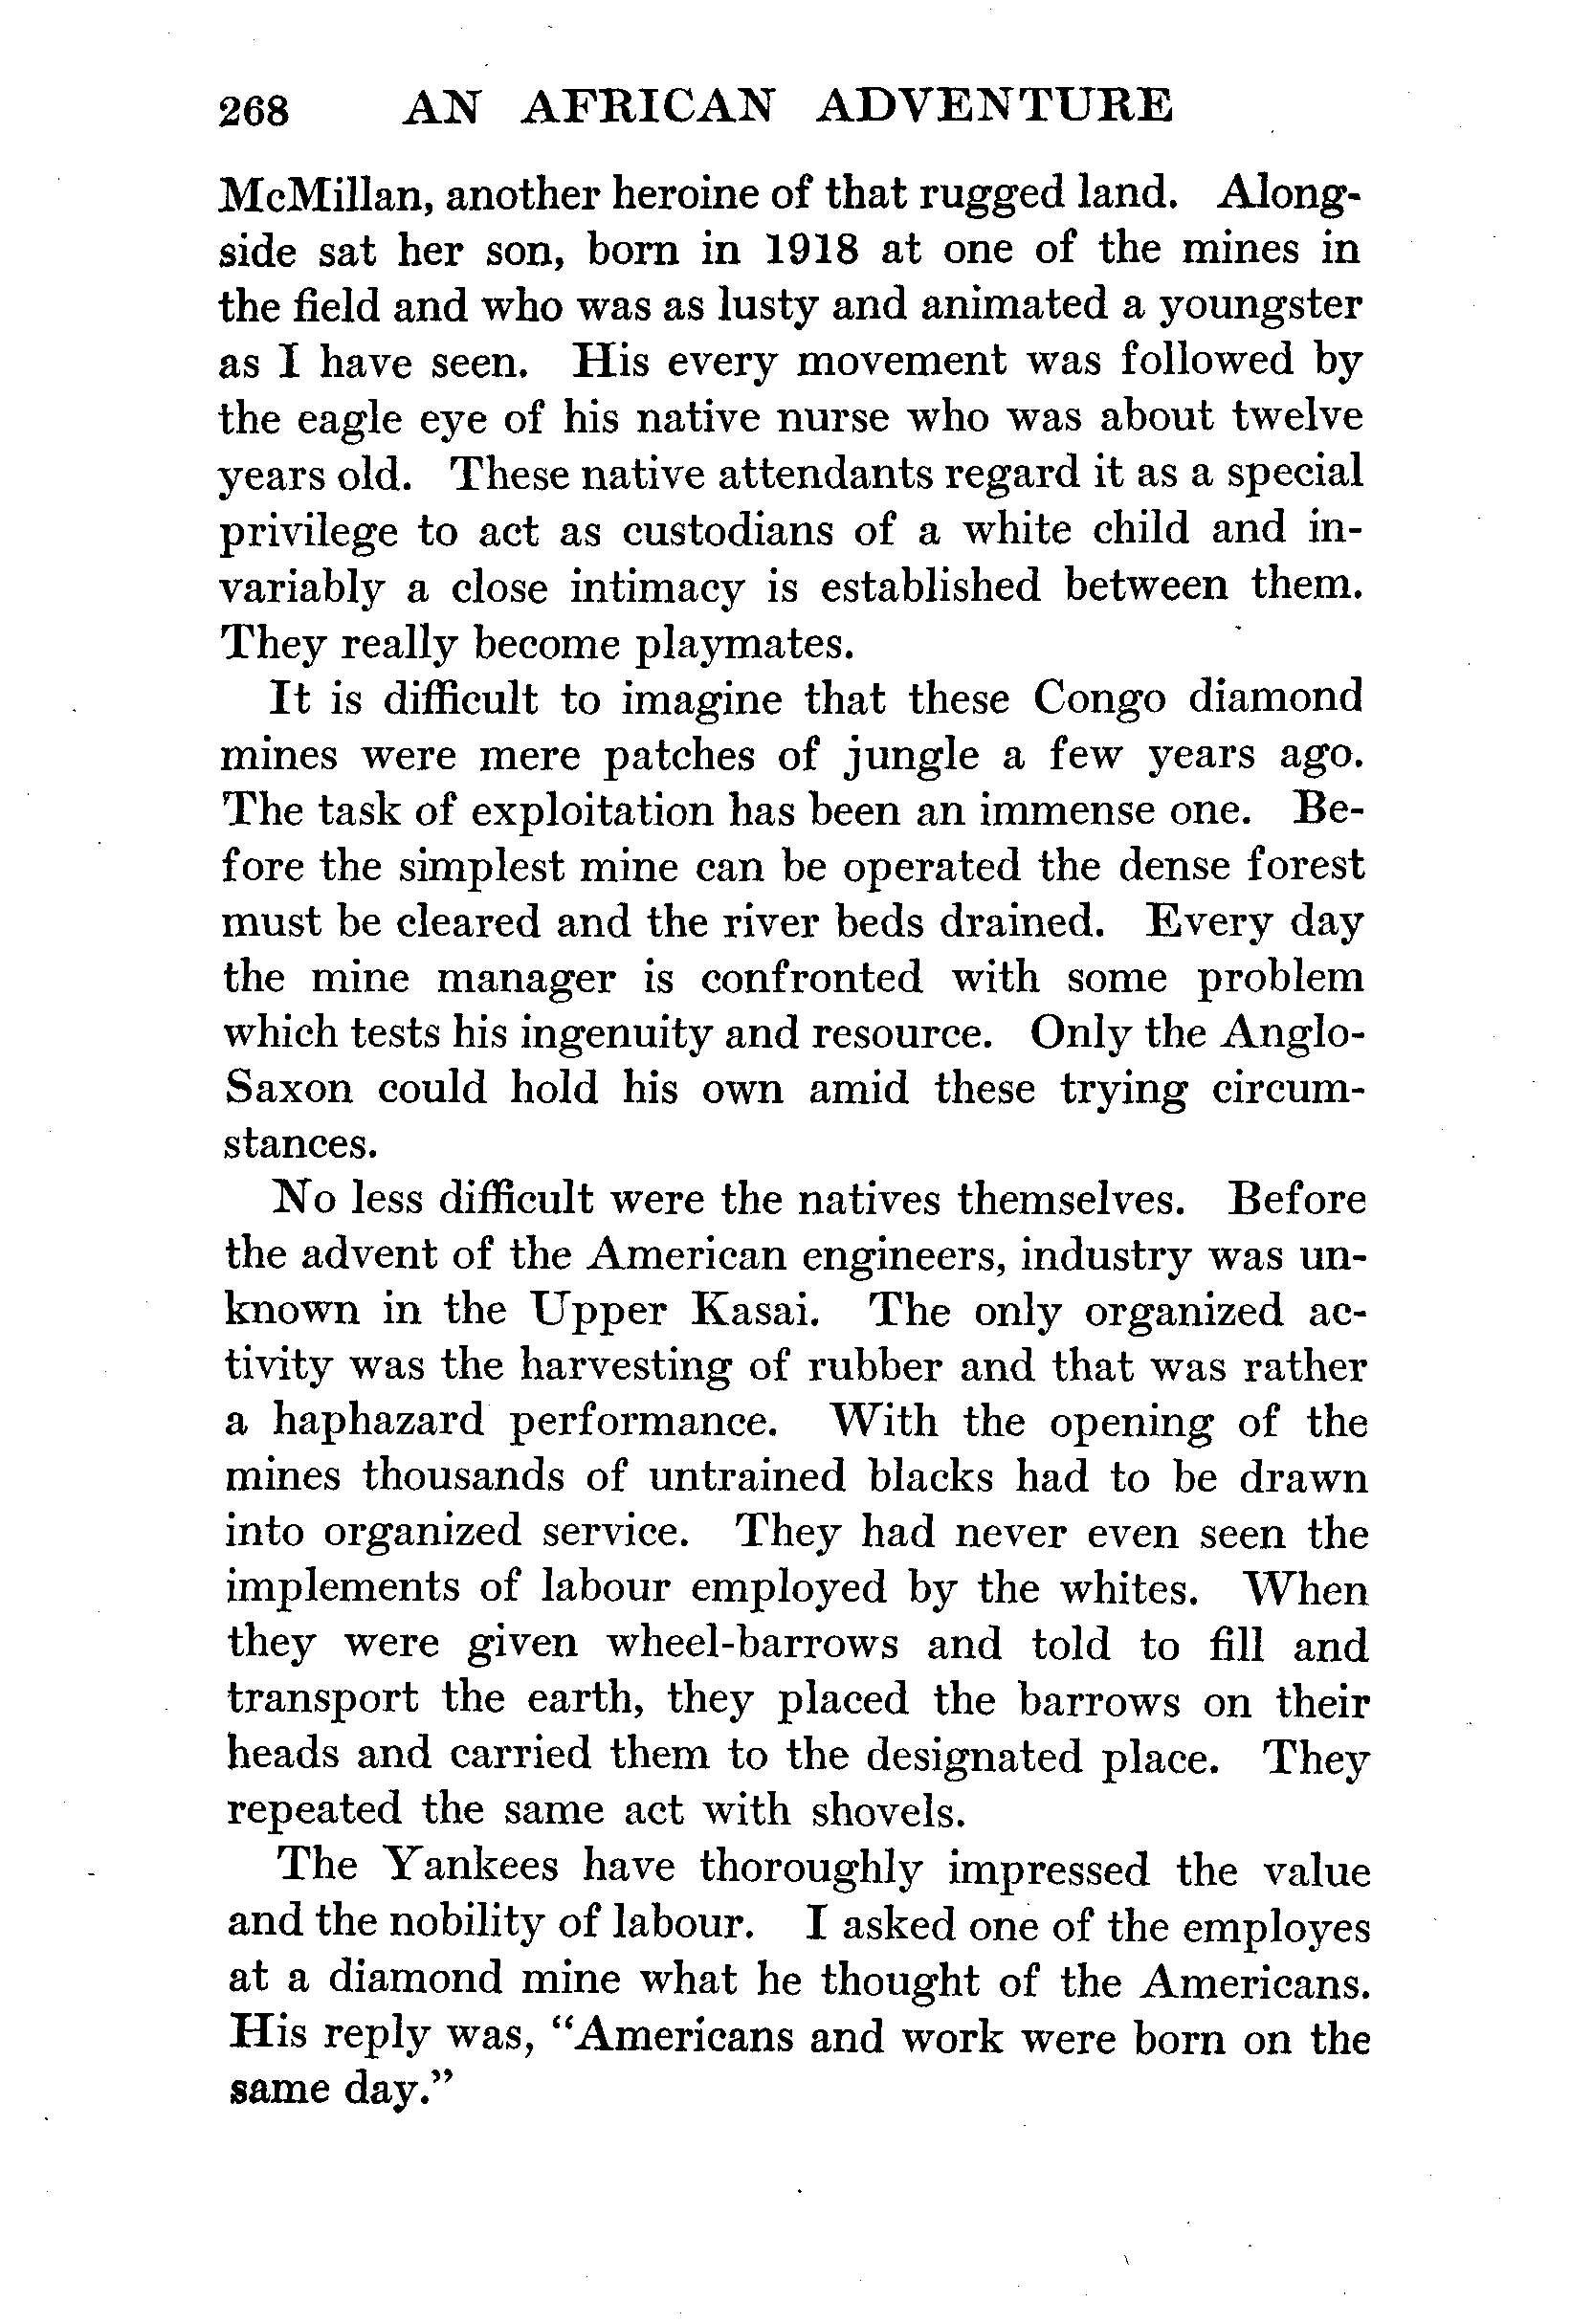 268 AN AFRICAN ADVENTURE
McMillan, another heroine of that rugged land. Along-
side sat her son, born in 1918 at one of the mines in
the field and who was as lusty and animated a youngster
as I have seen. His every movement was followed by
the eagle eye of his native nurse who was about twelve
years old. These native attendants regard it as a special
privilege to act as custodians of a white child and in-
variably a close intimacy is established between them.
They really become playmates.
It is difficult to imagine that these Congo diamond
mines were mere patches of jungle a few years ago.
The task of exploitation has been an immense one. Be-
fore the simplest mine can be operated the dense forest
must be cleared and the river beds drained. Every day
the mine manager is confronted with some problem
which tests his ingenuity and resource. Only the Anglo-
Saxon could hold his own amid these trying circum-
stances.
No less difficult were the natives themselves. Before
the advent of the American engineers, industry was un-
known in the Upper Kasai. The only organized ac-
tivity was the harvesting of rubber and that was rather
a haphazard performance. With the opening of the
mines thousands of untrained blacks had to be drawn
into organized service. They had never even seen the
implements of labour employed by the whites. When
they were given wheel-barrows and told to fill and
transport the earth, they placed the barrows on their
heads and carried them to the designated place. They
repeated the same act with shovels.
The Yankees have thoroughly impressed the value
and the nobility of labour. I asked one of the employes
at a diamond mine what he thought of the Americans.
His reply was, “Americans and work were born on the
same day.”